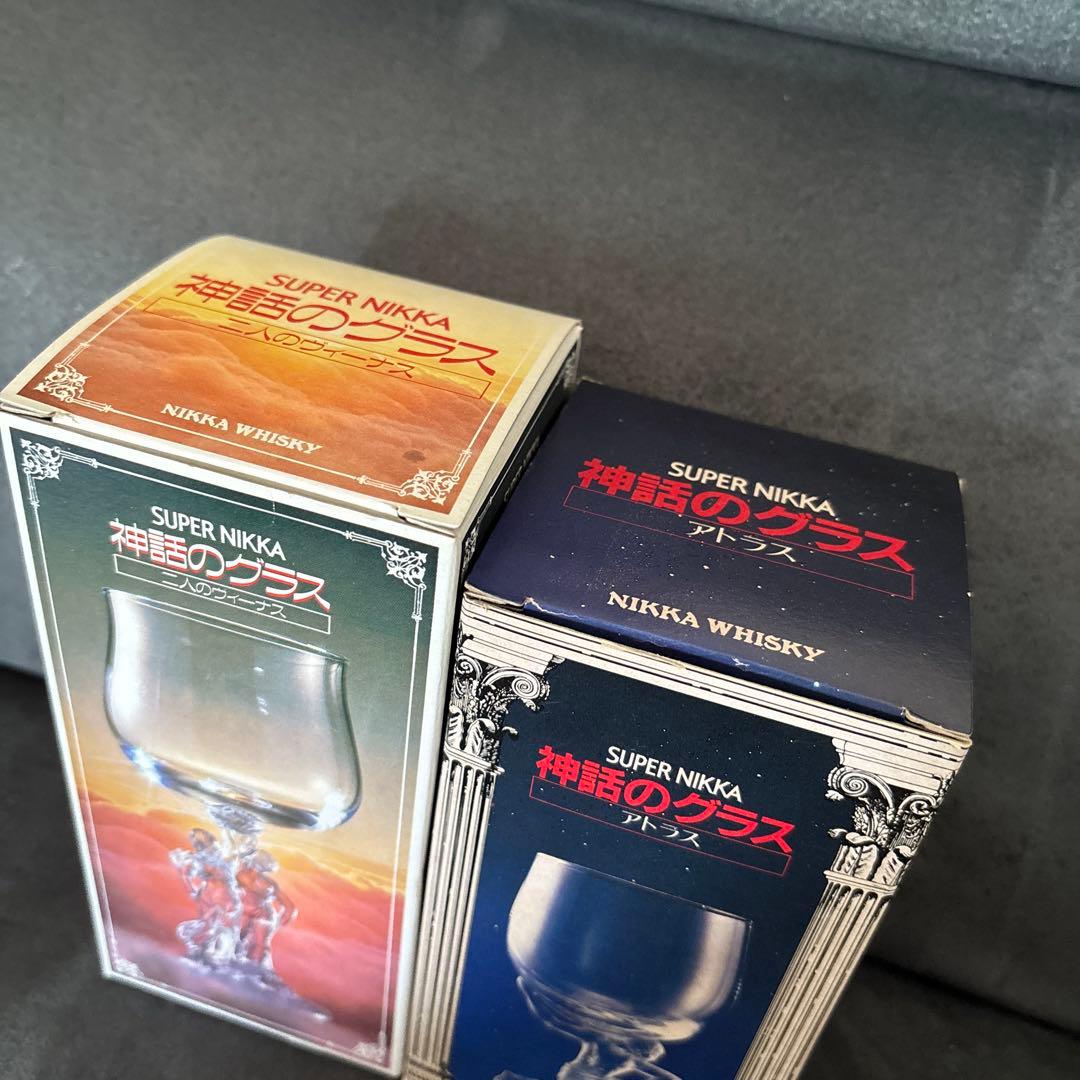 SUPER NIKKA
神話のグラス
二人のヴィーナス
NIKKA WHISKY
SUPER NIKKA
神話のグラス
二人のヴィーナス
SUPER NIKKA
神話のグラス
アトラス
NIKKA WHISKY
SUPER NIKKA
神話のグラス
アトラス